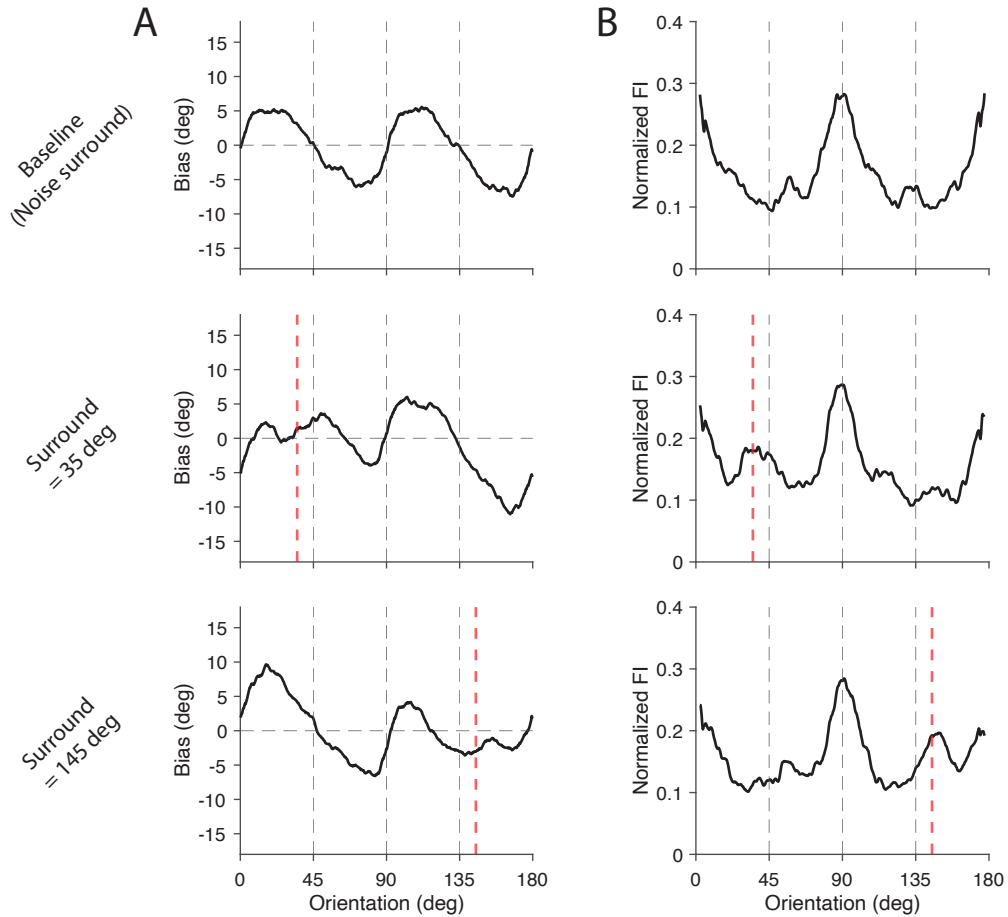 A
B
Baseline
(Noise surround)
Bias (deg)
15
10
5
0
-5
-10
-15
Normalized FI
0.4
0.3
0.2
0.1
0
Surround
= 35 deg
Bias (deg)
15
10
5
0
-5
-10
-15
Normalized FI
0.4
0.3
0.2
0.1
0
Surround
= 145 deg
Bias (deg)
15
10
5
0
-5
-10
-15
0 45 90 135 180
Orientation (deg)
Normalized FI
0.4
0.3
0.2
0.1
0
0 45 90 135 180
Orientation (deg)